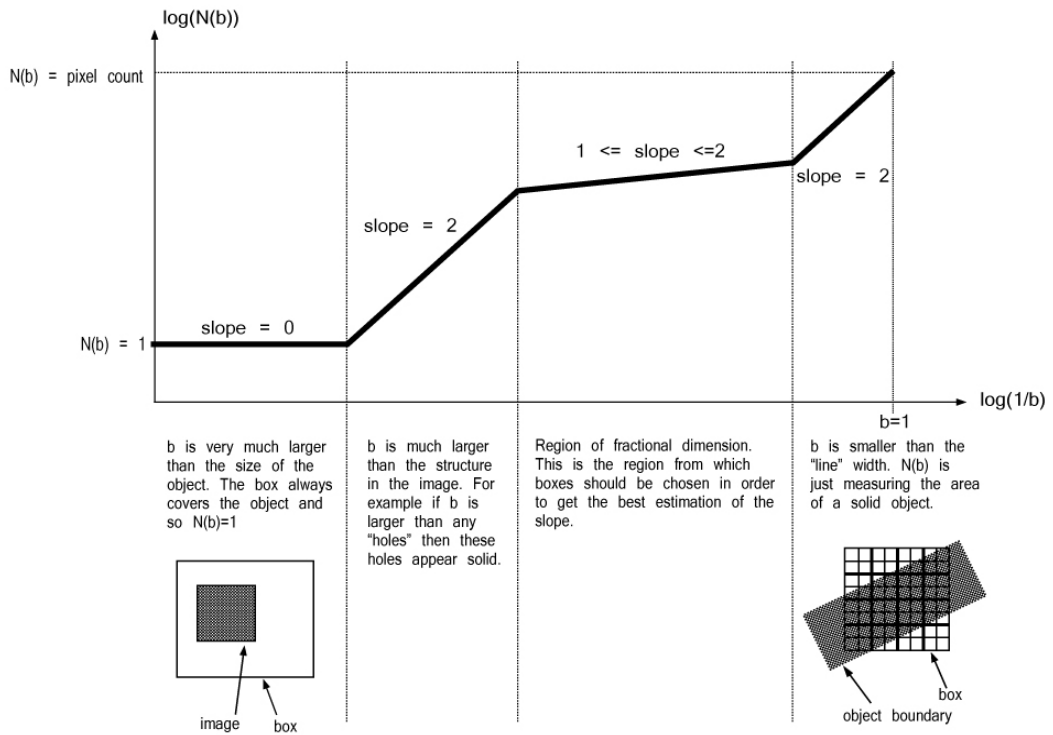 log(N(b))
N(b) = pixel count
1 <= slope <=2
slope = 2
slope = 2
slope = 0
N(b) = 1
log(1/b)
b=1
b is very much larger
than the size of the
object. The box always
covers the object and
so N(b)=1
b is much larger
than the structure
in the image. For
example if b is
larger than any
“holes” then these
holes appear solid.
Region of fractional dimension.
This is the region from which
boxes should be chosen in order
to get the best estimation of the
slope.
b is smaller than the
“line” width. N(b) is
just measuring the area
of a solid object.
image
box
box
object boundary